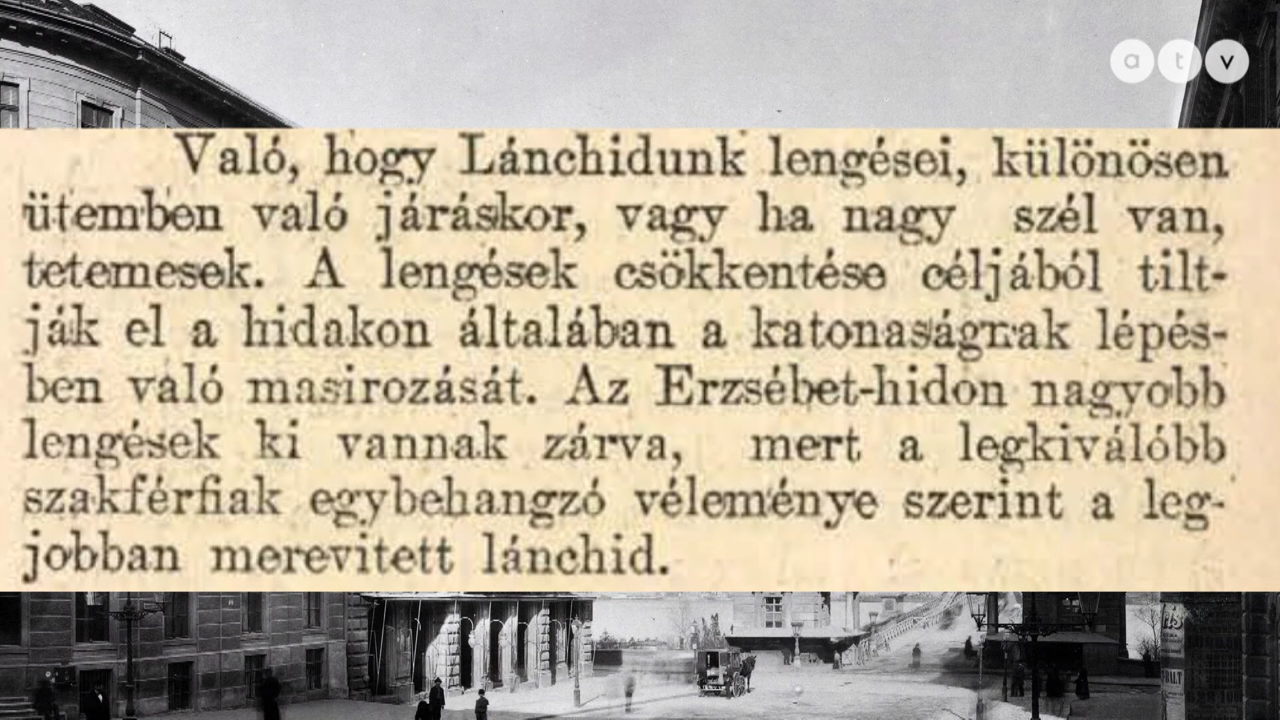 atv
Való, hogy Lánchidunk lengései, különösen
ütemben való járáskor, vagy ha nagy szél van,
tetemesek. A lengések csökkentése céljából tilt-
ják el a hidakon általában a katonaságnak lépés-
ben való masirozását. Az Erzsébet-hidon nagyobb
lengések ki vannak zárva, mert a legkiválóbb
szakférfiak egybehangzó véleménye szerint a leg-
jobban merevitett lánchid.